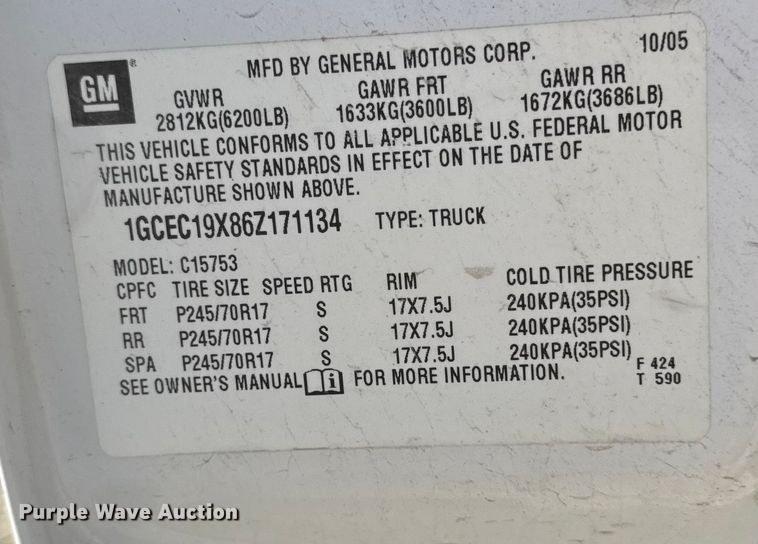 GM ®
MFD BY GENERAL MOTORS CORP. 10/05
GVWR GAWR FRT GAWR RR
2812KG(6200LB) 1633KG(3600LB) 1672KG(3686LB)
THIS VEHICLE CONFORMS TO ALL APPLICABLE U.S. FEDERAL MOTOR
VEHICLE SAFETY STANDARDS IN EFFECT ON THE DATE OF
MANUFACTURE SHOWN ABOVE.
1GCEC19X86Z171134 TYPE: TRUCK
MODEL: C15753
CPFC TIRE SIZE SPEED RTG RIM COLD TIRE PRESSURE
FRT P245/70R17 S 17X7.5J 240KPA(35PSI)
RR P245/70R17 S 17X7.5J 240KPA(35PSI)
SPA P245/70R17 S 17X7.5J 240KPA(35PSI)
SEE OWNER'S MANUAL i FOR MORE INFORMATION.
F 424
T 590
Purple Wave Auction